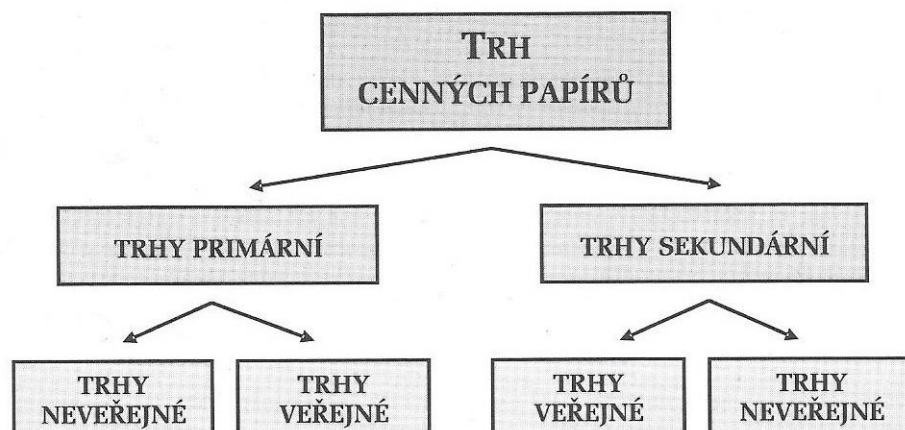 TRH
CENNÝCH PAPÍRŮ
TRHY PRIMÁRNÍ
TRHY SEKUNDÁRNÍ
TRHY
NEVEŘEJNÉ
TRHY
VEŘEJNÉ
TRHY
VEŘEJNÉ
TRHY
NEVEŘEJNÉ